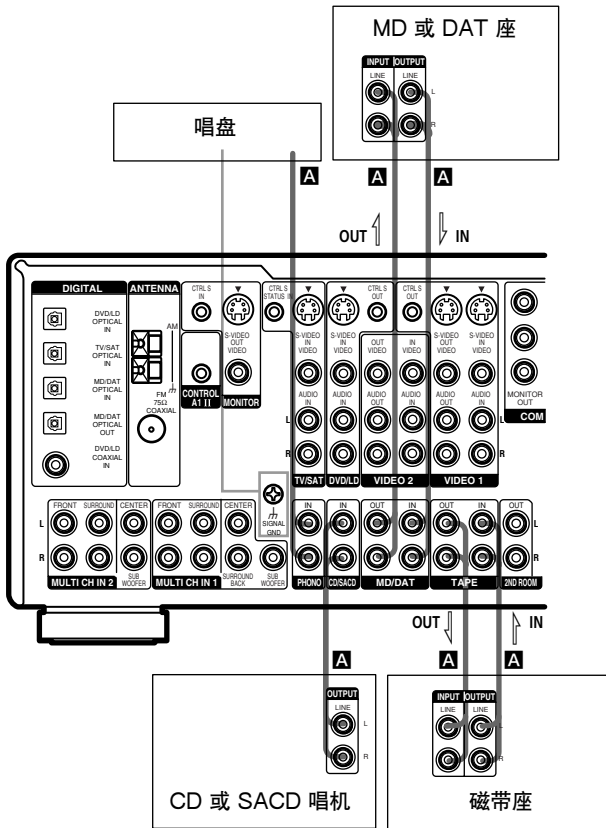 MD 或 DAT 座
INPUT OUTPUT
LINE LINE
L
R
唱盘
A A A
OUT IN
DIGITAL
DVD/LD
OPTICAL
IN
TV/SAT
OPTICAL
IN
MD/DAT
OPTICAL
IN
MD/DAT
OPTICAL
OUT
DVD/LD
COAXIAL
IN
ANTENNA
AM
FM
75Ω
COAXIAL
CTRL S
IN
CONTROL
A1 II
S-VIDEO
OUT
VIDEO
MONITOR
CTRL S
STATUS IN
S-VIDEO
IN
VIDEO
AUDIO
IN
L
R
TV/SAT
S-VIDEO
IN
VIDEO
AUDIO
IN
DVD/LD
CTRL S
OUT
OUT
VIDEO
AUDIO
OUT
CTRL S
OUT
IN
VIDEO
AUDIO
IN
VIDEO 2
S-VIDEO
OUT
VIDEO
AUDIO
OUT
S-VIDEO
IN
VIDEO
AUDIO
IN
L
R
VIDEO 1
MONITOR
OUT
COM
SIGNAL
GND
FRONT SURROUND CENTER
L
R
MULTI CH IN 2
SUB
WOOFER
FRONT SURROUND CENTER
MULTI CH IN 1
SURROUND
BACK
SUB
WOOFER
IN
PHONO
IN
CD/SACD
OUT IN
MD/DAT
OUT IN
TAPE
OUT
L
R
2ND ROOM
OUT IN
A A A
OUTPUT
LINE
L
R
CD 或 SACD 唱机
INPUT OUTPUT
LINE LINE
L
R
磁带座